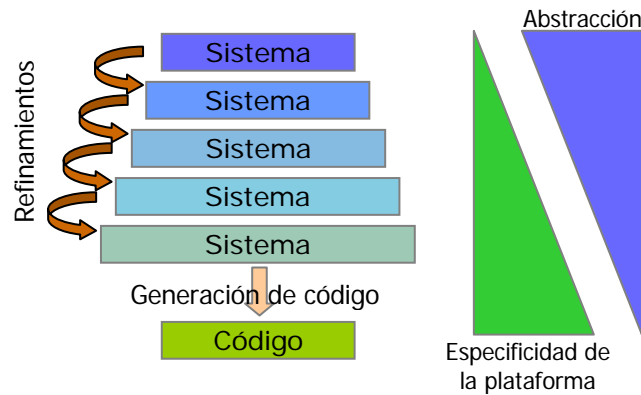 Abstracción
Refinamientos
Sistema
Sistema
Sistema
Sistema
Sistema
Generación de código
Código
Especificidad de
la plataforma